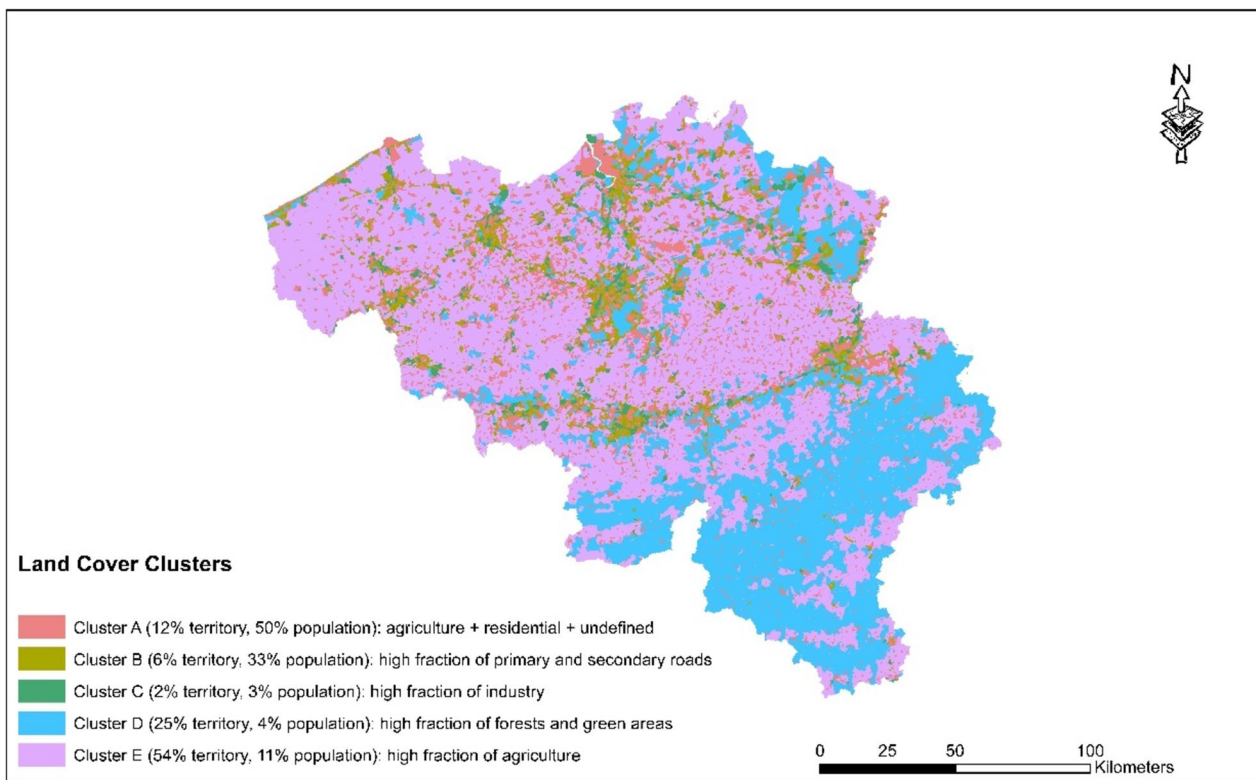 N
Land Cover Clusters
Cluster A (12% territory, 50% population): agriculture + residential + undefined
Cluster B (6% territory, 33% population): high fraction of primary and secondary roads
Cluster C (2% territory, 3% population): high fraction of industry
Cluster D (25% territory, 4% population): high fraction of forests and green areas
Cluster E (54% territory, 11% population): high fraction of agriculture
0 25 50 100
Kilometers